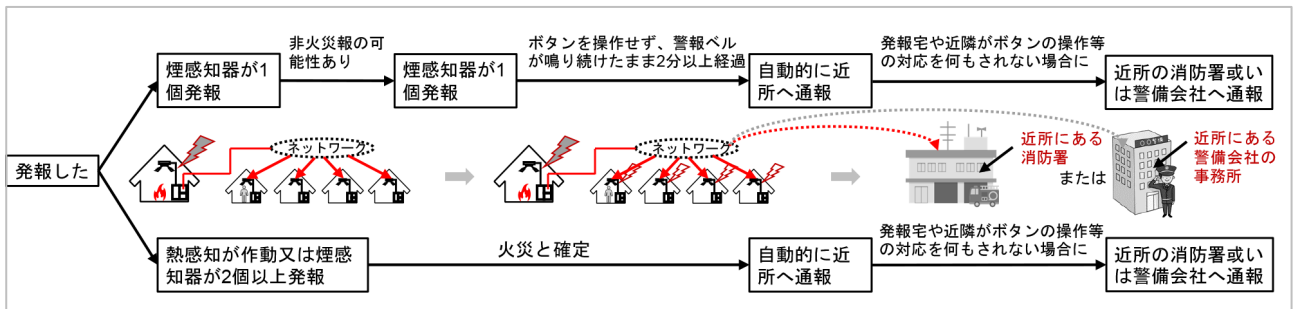 発報した
煙感知器が1
個発報
非火災報の可
能性あり
煙感知器が1
個発報
ボタンを操作せず、警報ベル
が鳴り続けたまま2分以上経過
自動的に近
所へ通報
発報宅や近隣がボタンの操作等
の対応を何もされない場合に
近所の消防署或い
は警備会社へ通報
ネットワーク
ネットワーク
近所にある
消防署
または
近所にある
警備会社の
事務所
熱感知が作動又は煙感
知器が2個以上発報
火災と確定
自動的に近
所へ通報
発報宅や近隣がボタンの操作等
の対応を何もされない場合に
近所の消防署或い
は警備会社へ通報